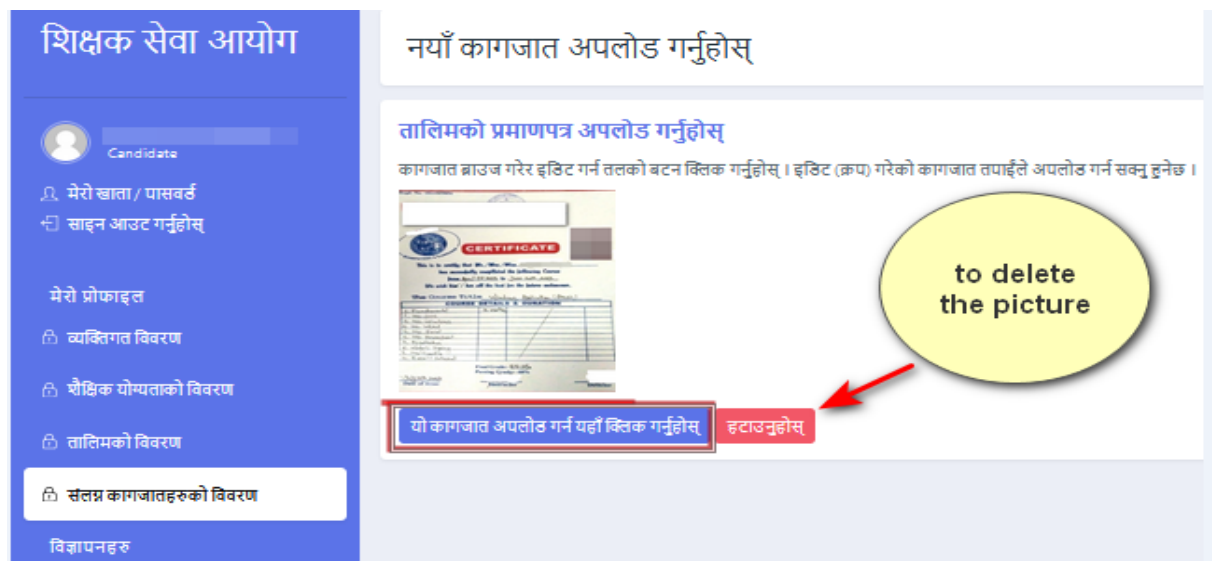 शिक्षक सेवा आयोग
Candidate
मेरो खाता / पासवर्ड
साइन आउट गर्नुहोस्
मेरो प्रोफाइल
व्यक्तिगत विवरण
शैक्षिक योग्यताको विवरण
तालिमको विवरण
संलग्न कागजातहरुको विवरण
विज्ञापनहरु
नयाँ कागजात अपलोड गर्नुहोस्
तालिमको प्रमाणपत्र अपलोड गर्नुहोस्
कागजात ब्राउज गरेर इडिट गर्न तलको बटन क्लिक गर्नुहोस् । इडिट (क्रप) गरेको कागजात तपाईंले अपलोड गर्न सक्नु हुनेछ ।
CERTIFICATE
COURSE DETAILS & DURATION
to delete
the picture
यो कागजात अपलोड गर्न यहाँ क्लिक गर्नुहोस्
हटाउनुहोस्